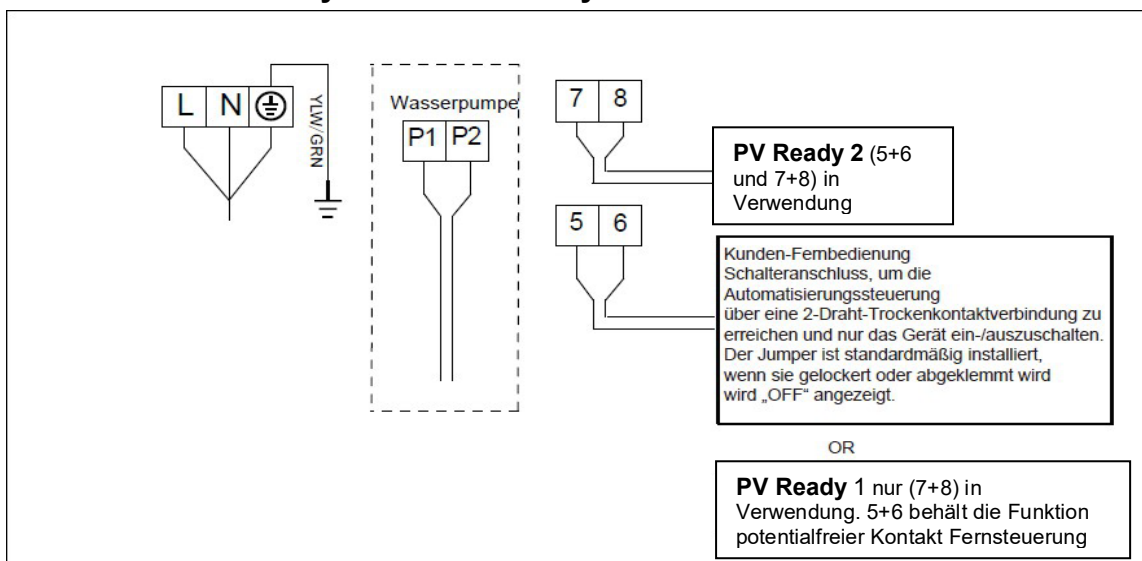 L N
YLW/GRN
Wasserpumpe
P1 P2
7 8
PV Ready 2 (5+6
und 7+8) in
Verwendung
5 6
Kunden-Fernbedienung
Schalteranschluss, um die
Automatisierungssteuerung
über eine 2-Draht-Trockenkontaktverbindung zu
erreichen und nur das Gerät ein-/auszuschalten.
Der Jumper ist standardmäßig installiert,
wenn sie gelockert oder abgeklemmt wird
wird „OFF“ angezeigt.
OR
PV Ready 1 nur (7+8) in
Verwendung. 5+6 behält die Funktion
potentialfreier Kontakt Fernsteuerung